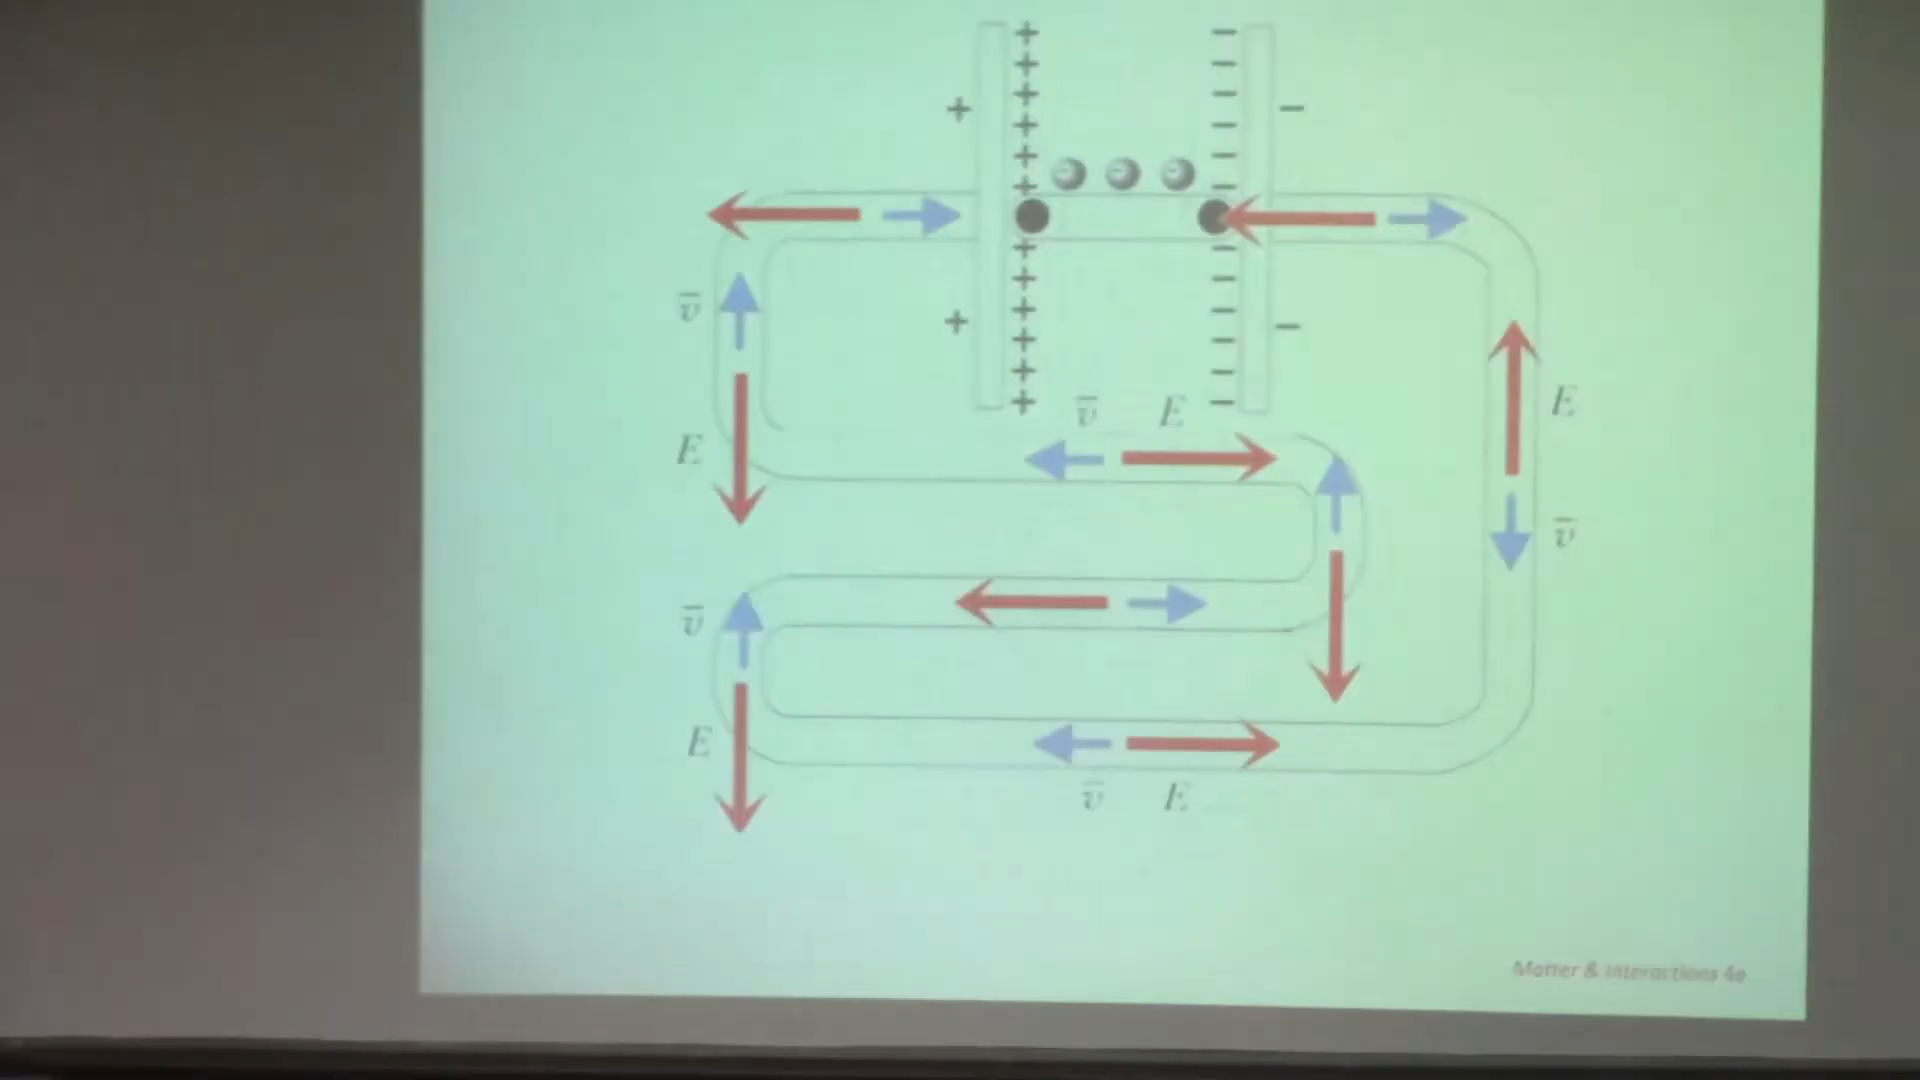 v̅
E
v̅ E
E
v̅
v̅
E
v̅ E
Matter & Interactions 4e